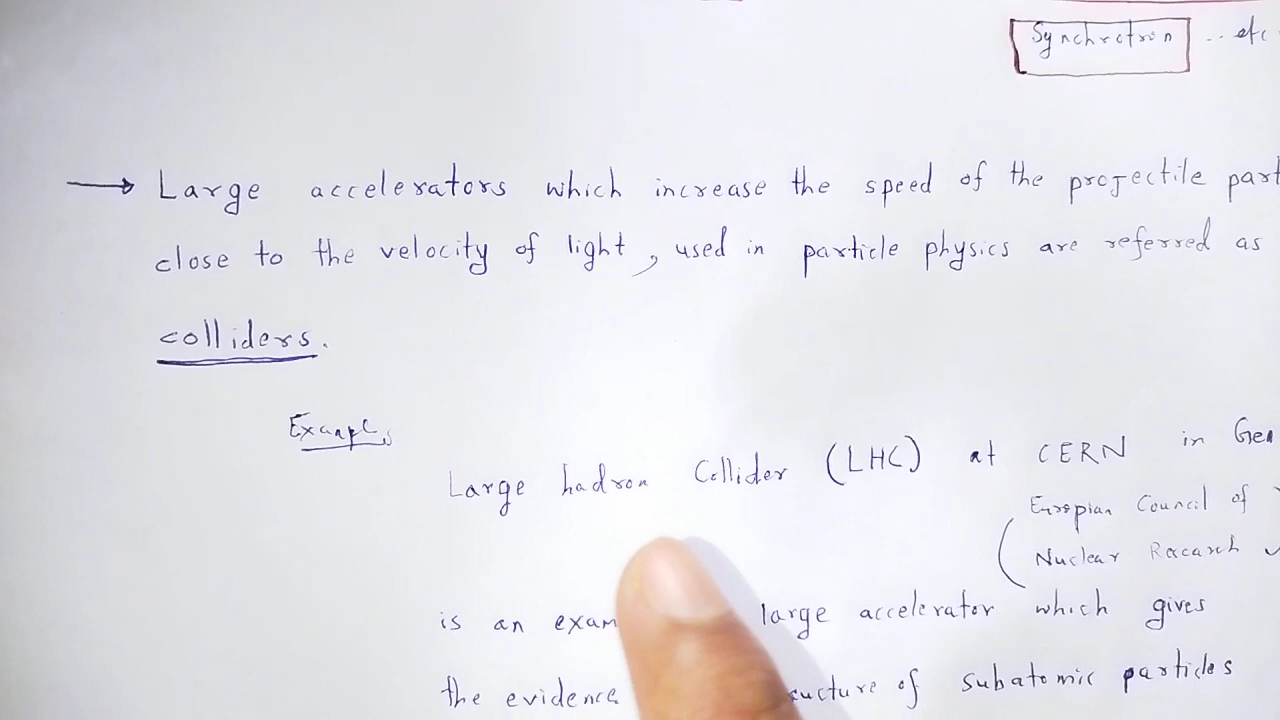 Synchrotron ... etc
→ Large accelerators which increase the speed of the projectile part
close to the velocity of light, used in particle physics are referred as
colliders.
Example,
Large hadron Collider (LHC) at CERN in Gen
(Europian Council of
Nuclear Research
is an exam large accelerator which gives
the evidence ructure of subatomic particles